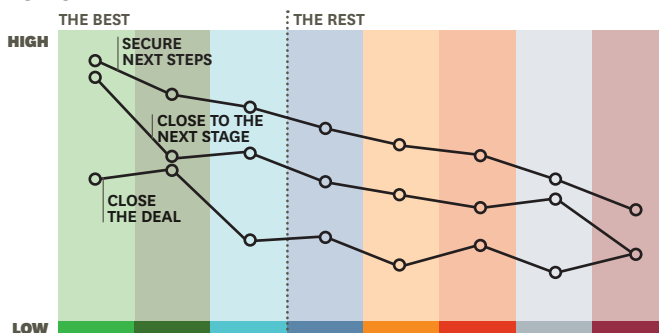 THE BEST
THE REST
HIGH
SECURE
NEXT STEPS
CLOSE TO THE
NEXT STAGE
CLOSE
THE DEAL
LOW